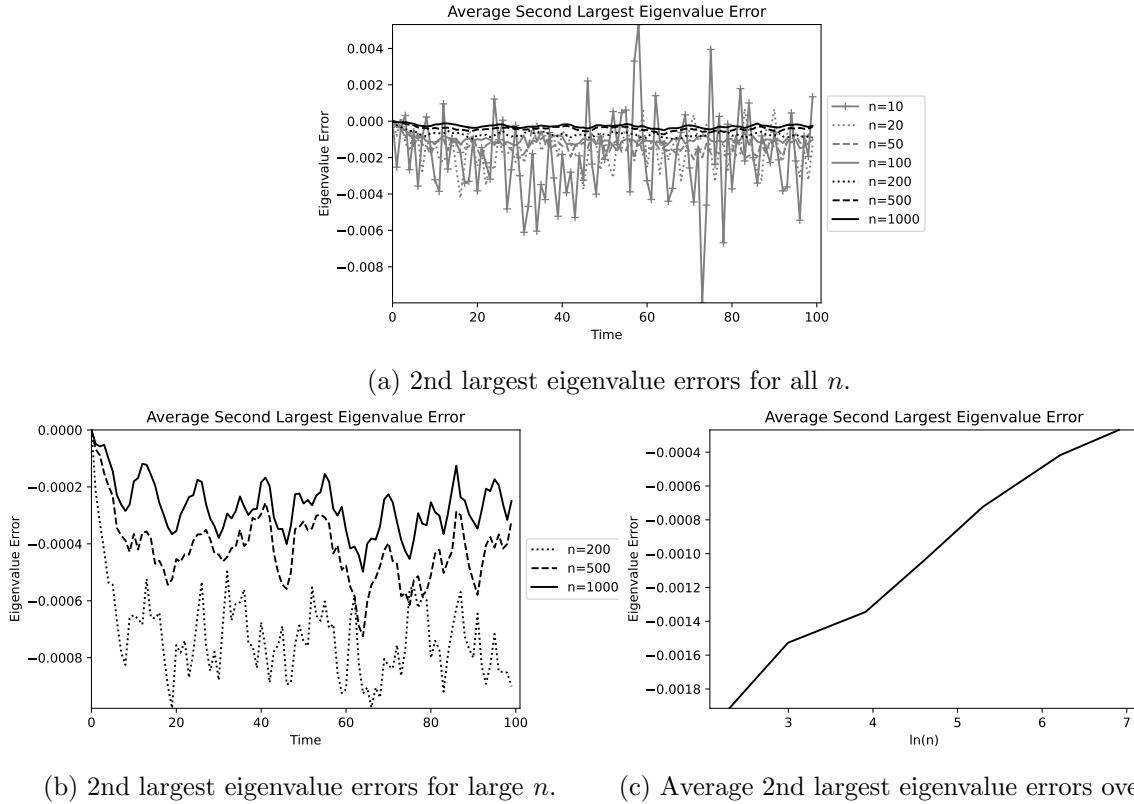 Average Second Largest Eigenvalue Error
0.004
0.002
0.000
−0.002
−0.004
−0.006
−0.008
Eigenvalue Error
0
20
40
60
80
100
Time
n=10
n=20
n=50
n=100
n=200
n=500
n=1000
(a) 2nd largest eigenvalue errors for all n.
Average Second Largest Eigenvalue Error
0.0000
−0.0002
−0.0004
−0.0006
−0.0008
Eigenvalue Error
0
20
40
60
80
100
Time
n=200
n=500
n=1000
(b) 2nd largest eigenvalue errors for large n.
Average Second Largest Eigenvalue Error
−0.0004
−0.0006
−0.0008
−0.0010
−0.0012
−0.0014
−0.0016
−0.0018
Eigenvalue Error
3
4
5
6
7
ln(n)
(c) Average 2nd largest eigenvalue errors